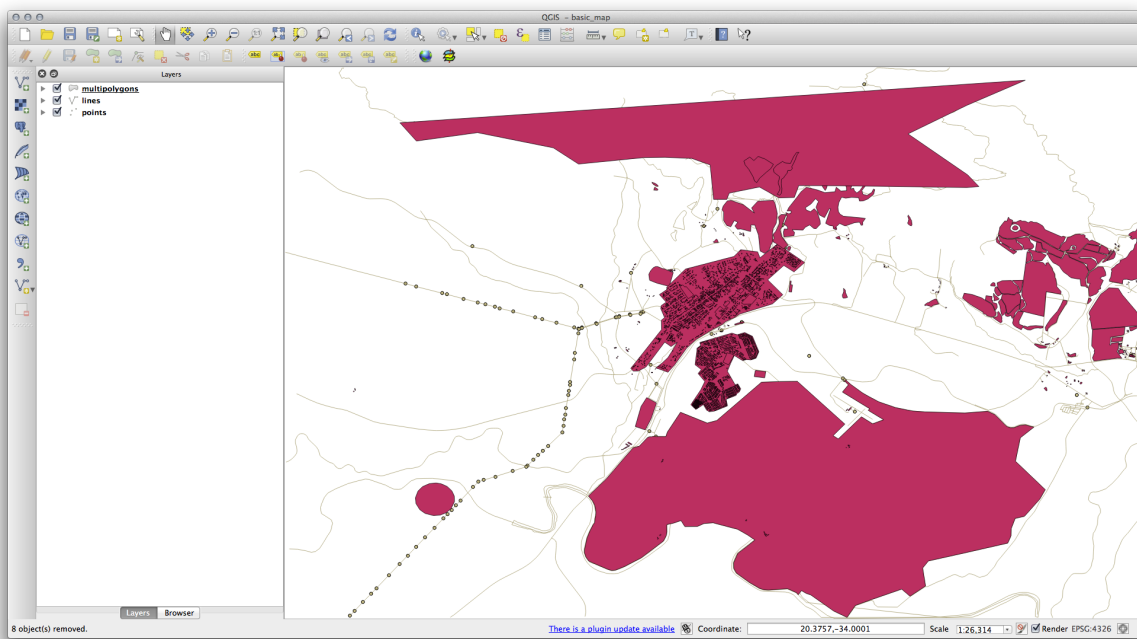 QGIS - basic_map
Layers
multipolygons
lines
points
Layers
Browser
8 object(s) removed.
There is a plugin update available
Coordinate:
20.3757,-34.0001
Scale
1:26,314
Render
EPSG:4326